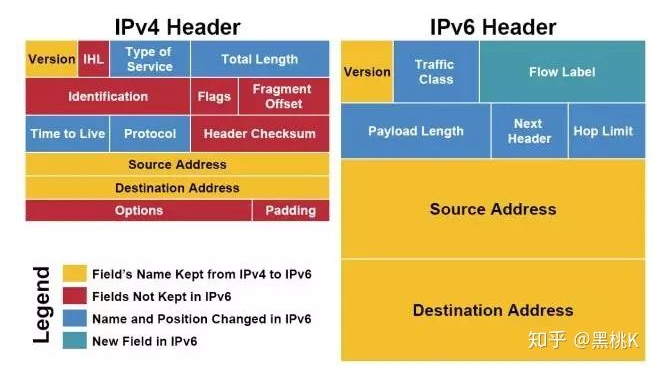 IPv4 Header
Version IHL Type of Service Total Length
Identification Flags Fragment Offset
Time to Live Protocol Header Checksum
Source Address
Destination Address
Options Padding
IPv6 Header
Version Traffic Class Flow Label
Payload Length Next Header Hop Limit
Source Address
Destination Address
Legend
Field's Name Kept from IPv4 to IPv6
Fields Not Kept in IPv6
Name and Position Changed in IPv6
New Field in IPv6
知乎 @黑桃K